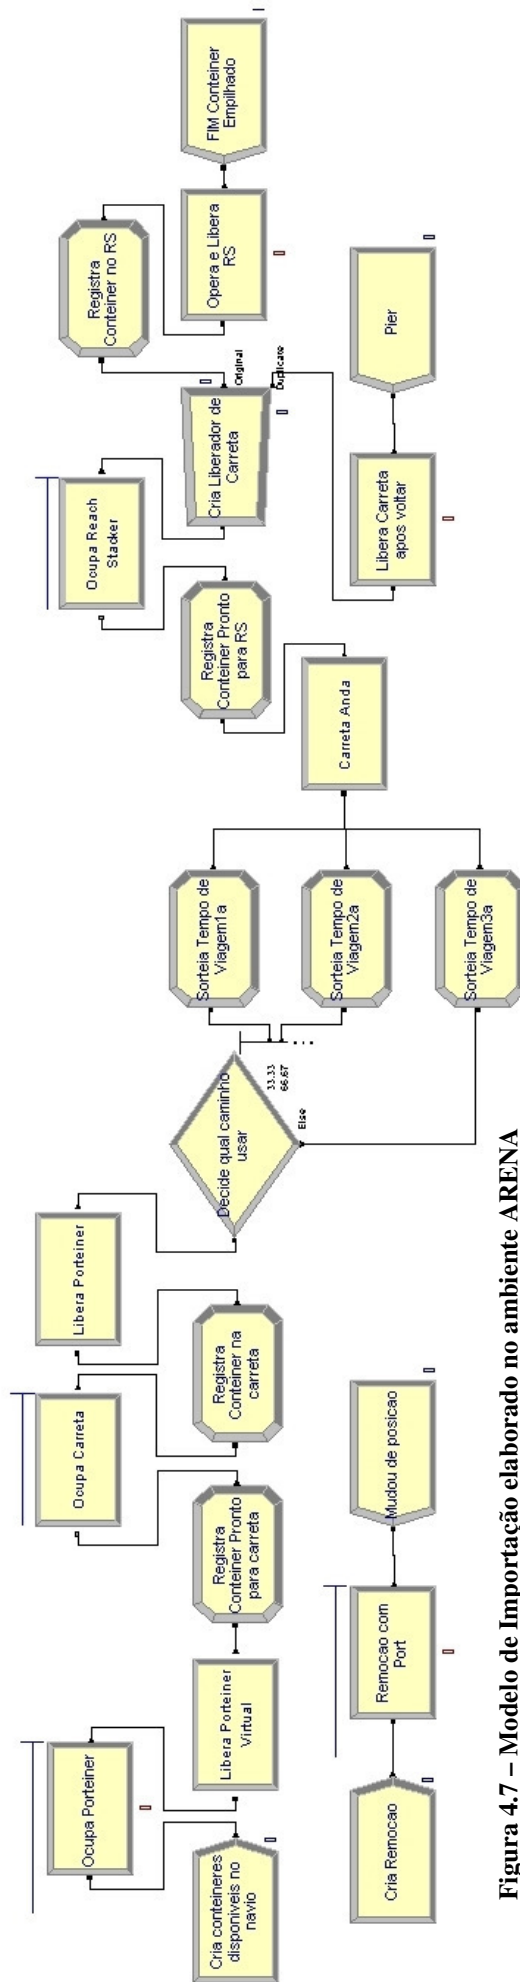 Cria conteineres
disponiveis no
navio
Ocupa Porteiner
Libera Porteiner
Virtual
Registra
Conteiner Pronto
para carreta
Ocupa Carreta
Registra
Conteiner na
carreta
Libera Porteiner
Decide qual caminho
usar
33.33
66.67
Else
Sorteia Tempo de
Viagem1a
Sorteia Tempo de
Viagem2a
Sorteia Tempo de
Viagem3a
Carreta Anda
Registra
Conteiner Pronto
para RS
Ocupa Reach
Stacker
Cria Liberador de
Carreta
Original
Duplicate
Registra
Conteiner no RS
Opera e Libera
RS
FIM Conteiner
Empilhado
Libera Carreta
apos voltar
Pier
Cria Remocao
Remocao com
Port
Mudou de posicao
Figura 4.7 – Modelo de Importação elaborado no ambiente ARENA